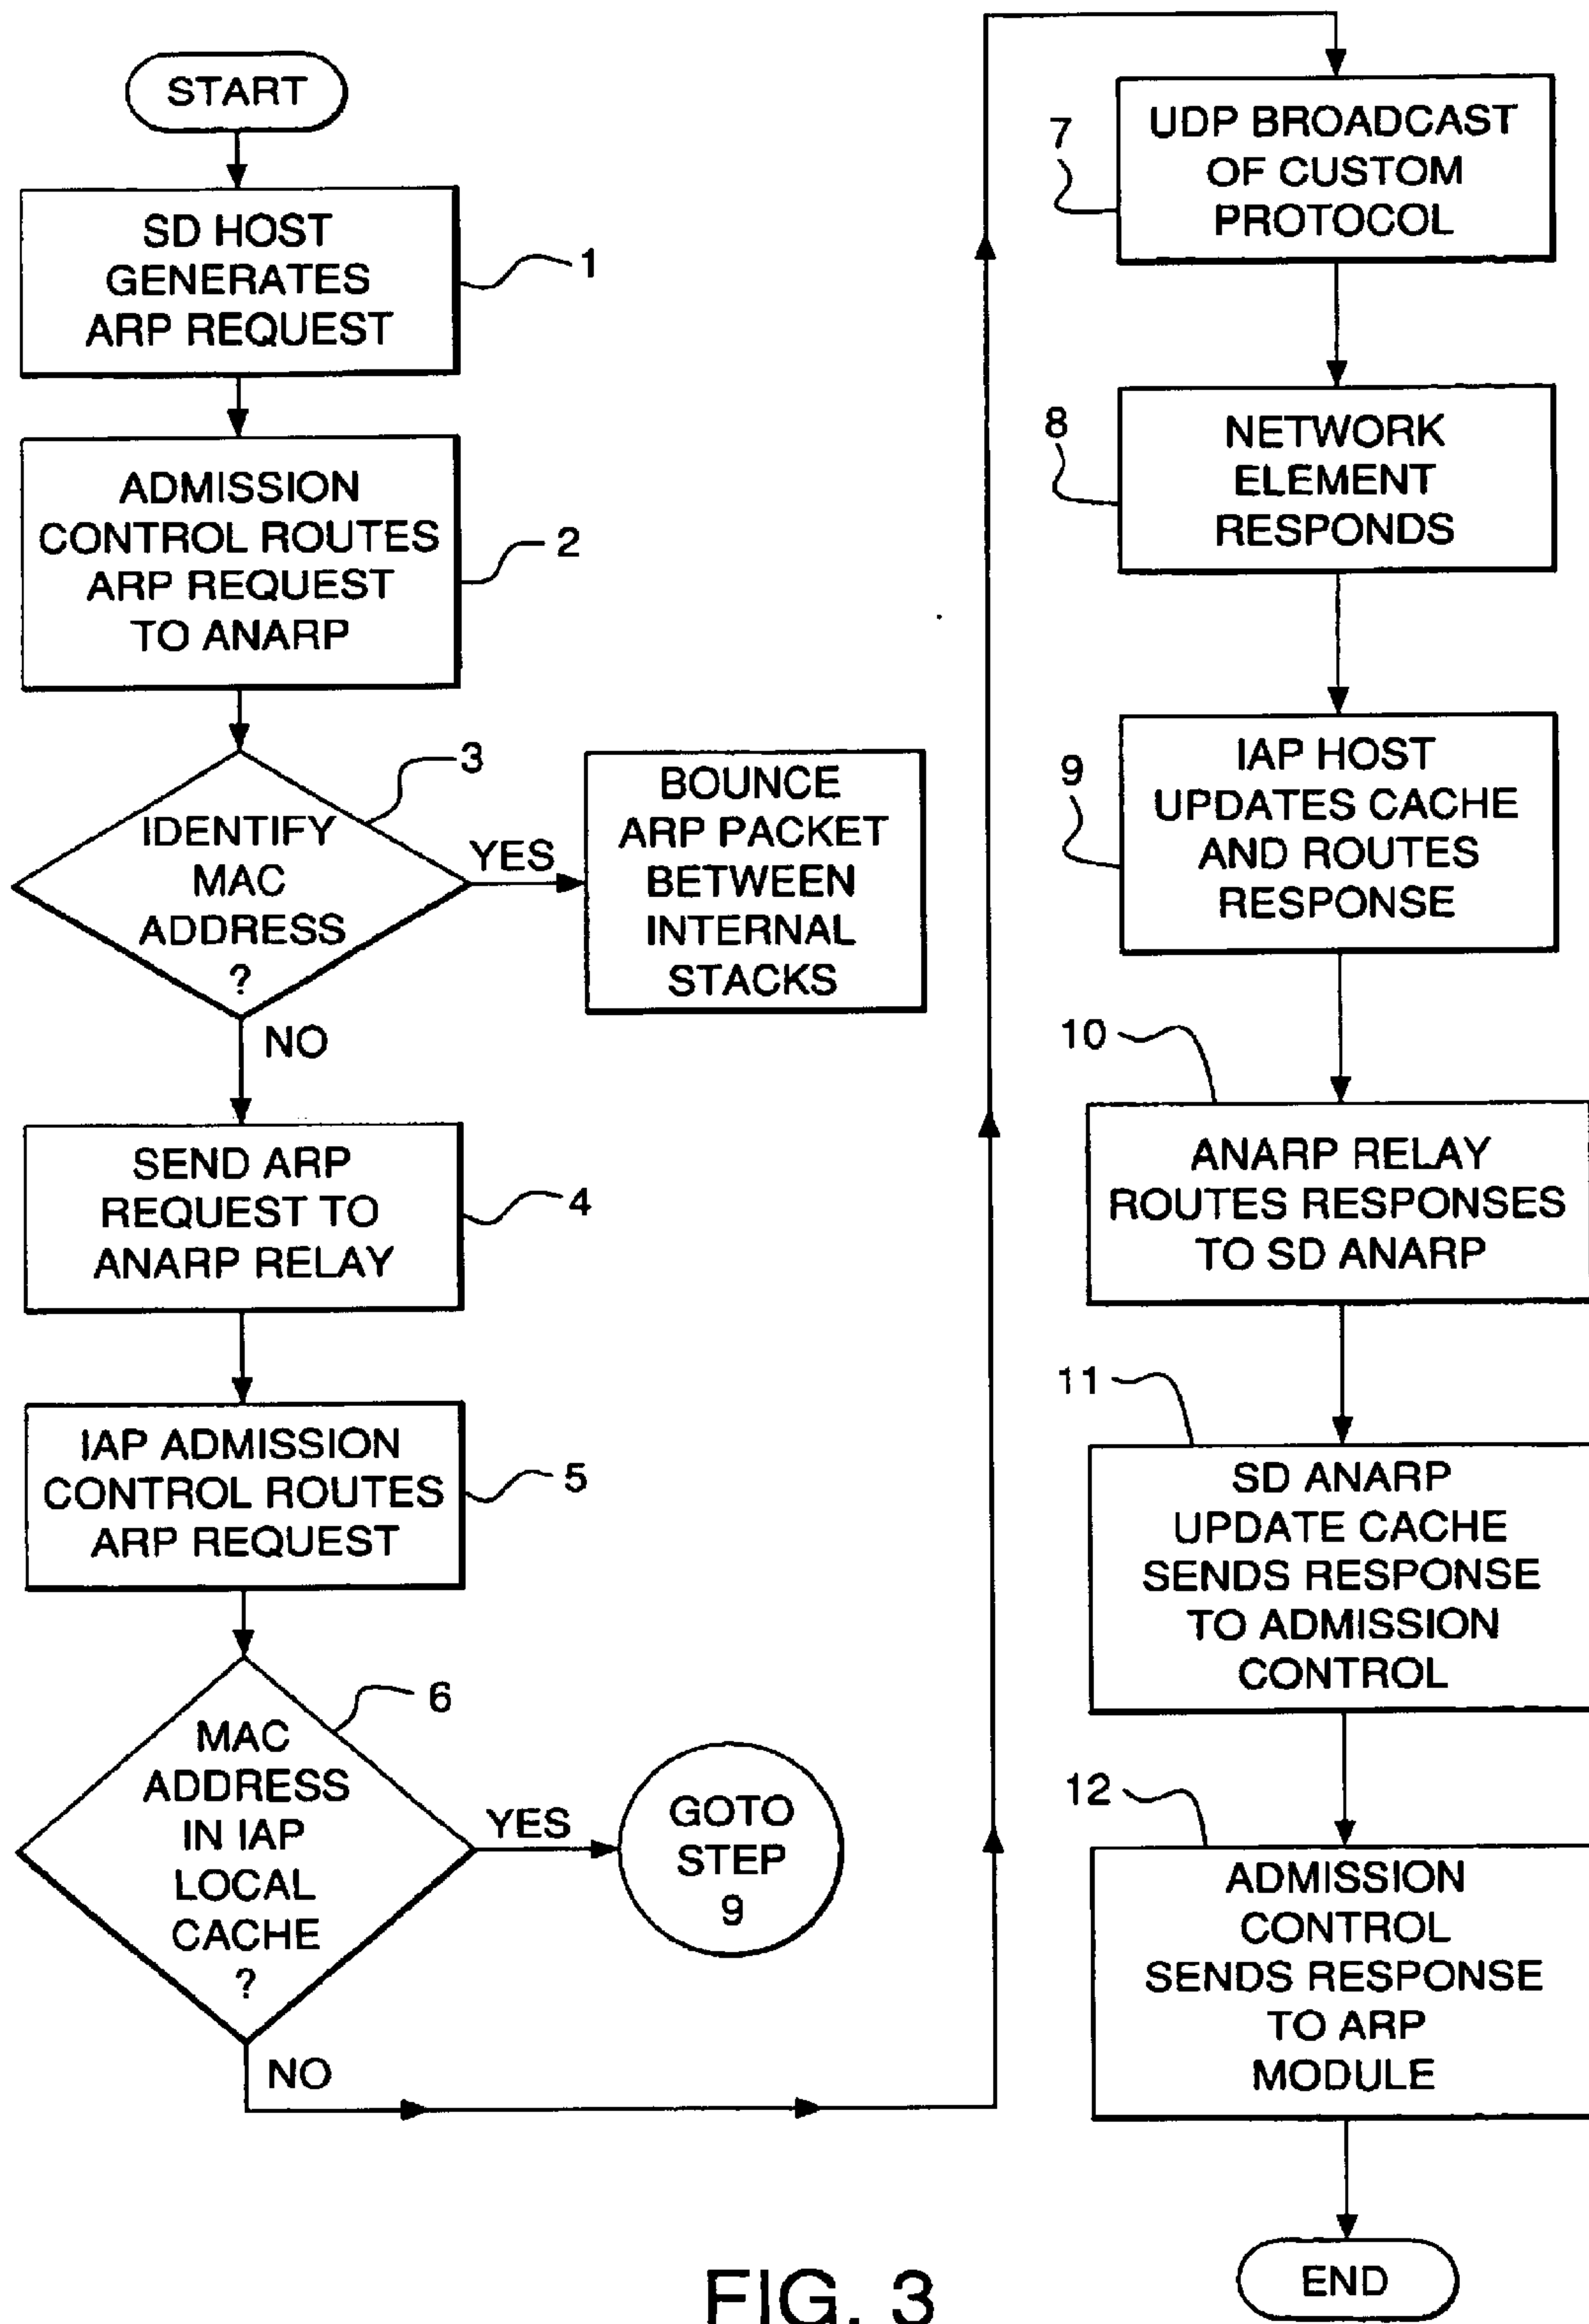 START
SD HOST
GENERATES
ARP REQUEST
1
ADMISSION
CONTROL ROUTES
ARP REQUEST
TO ANARP
2
3
IDENTIFY
MAC
ADDRESS
?
YES
BOUNCE
ARP PACKET
BETWEEN
INTERNAL
STACKS
NO
SEND ARP
REQUEST TO
ANARP RELAY
4
IAP ADMISSION
CONTROL ROUTES
ARP REQUEST
5
6
MAC
ADDRESS
IN IAP
LOCAL
CACHE
?
YES
GOTO
STEP
9
NO
7
UDP BROADCAST
OF CUSTOM
PROTOCOL
8
NETWORK
ELEMENT
RESPONDS
9
IAP HOST
UPDATES CACHE
AND ROUTES
RESPONSE
10
ANARP RELAY
ROUTES RESPONSES
TO SD ANARP
11
SD ANARP
UPDATE CACHE
SENDS RESPONSE
TO ADMISSION
CONTROL
12
ADMISSION
CONTROL
SENDS RESPONSE
TO ARP
MODULE
END
FIG. 3